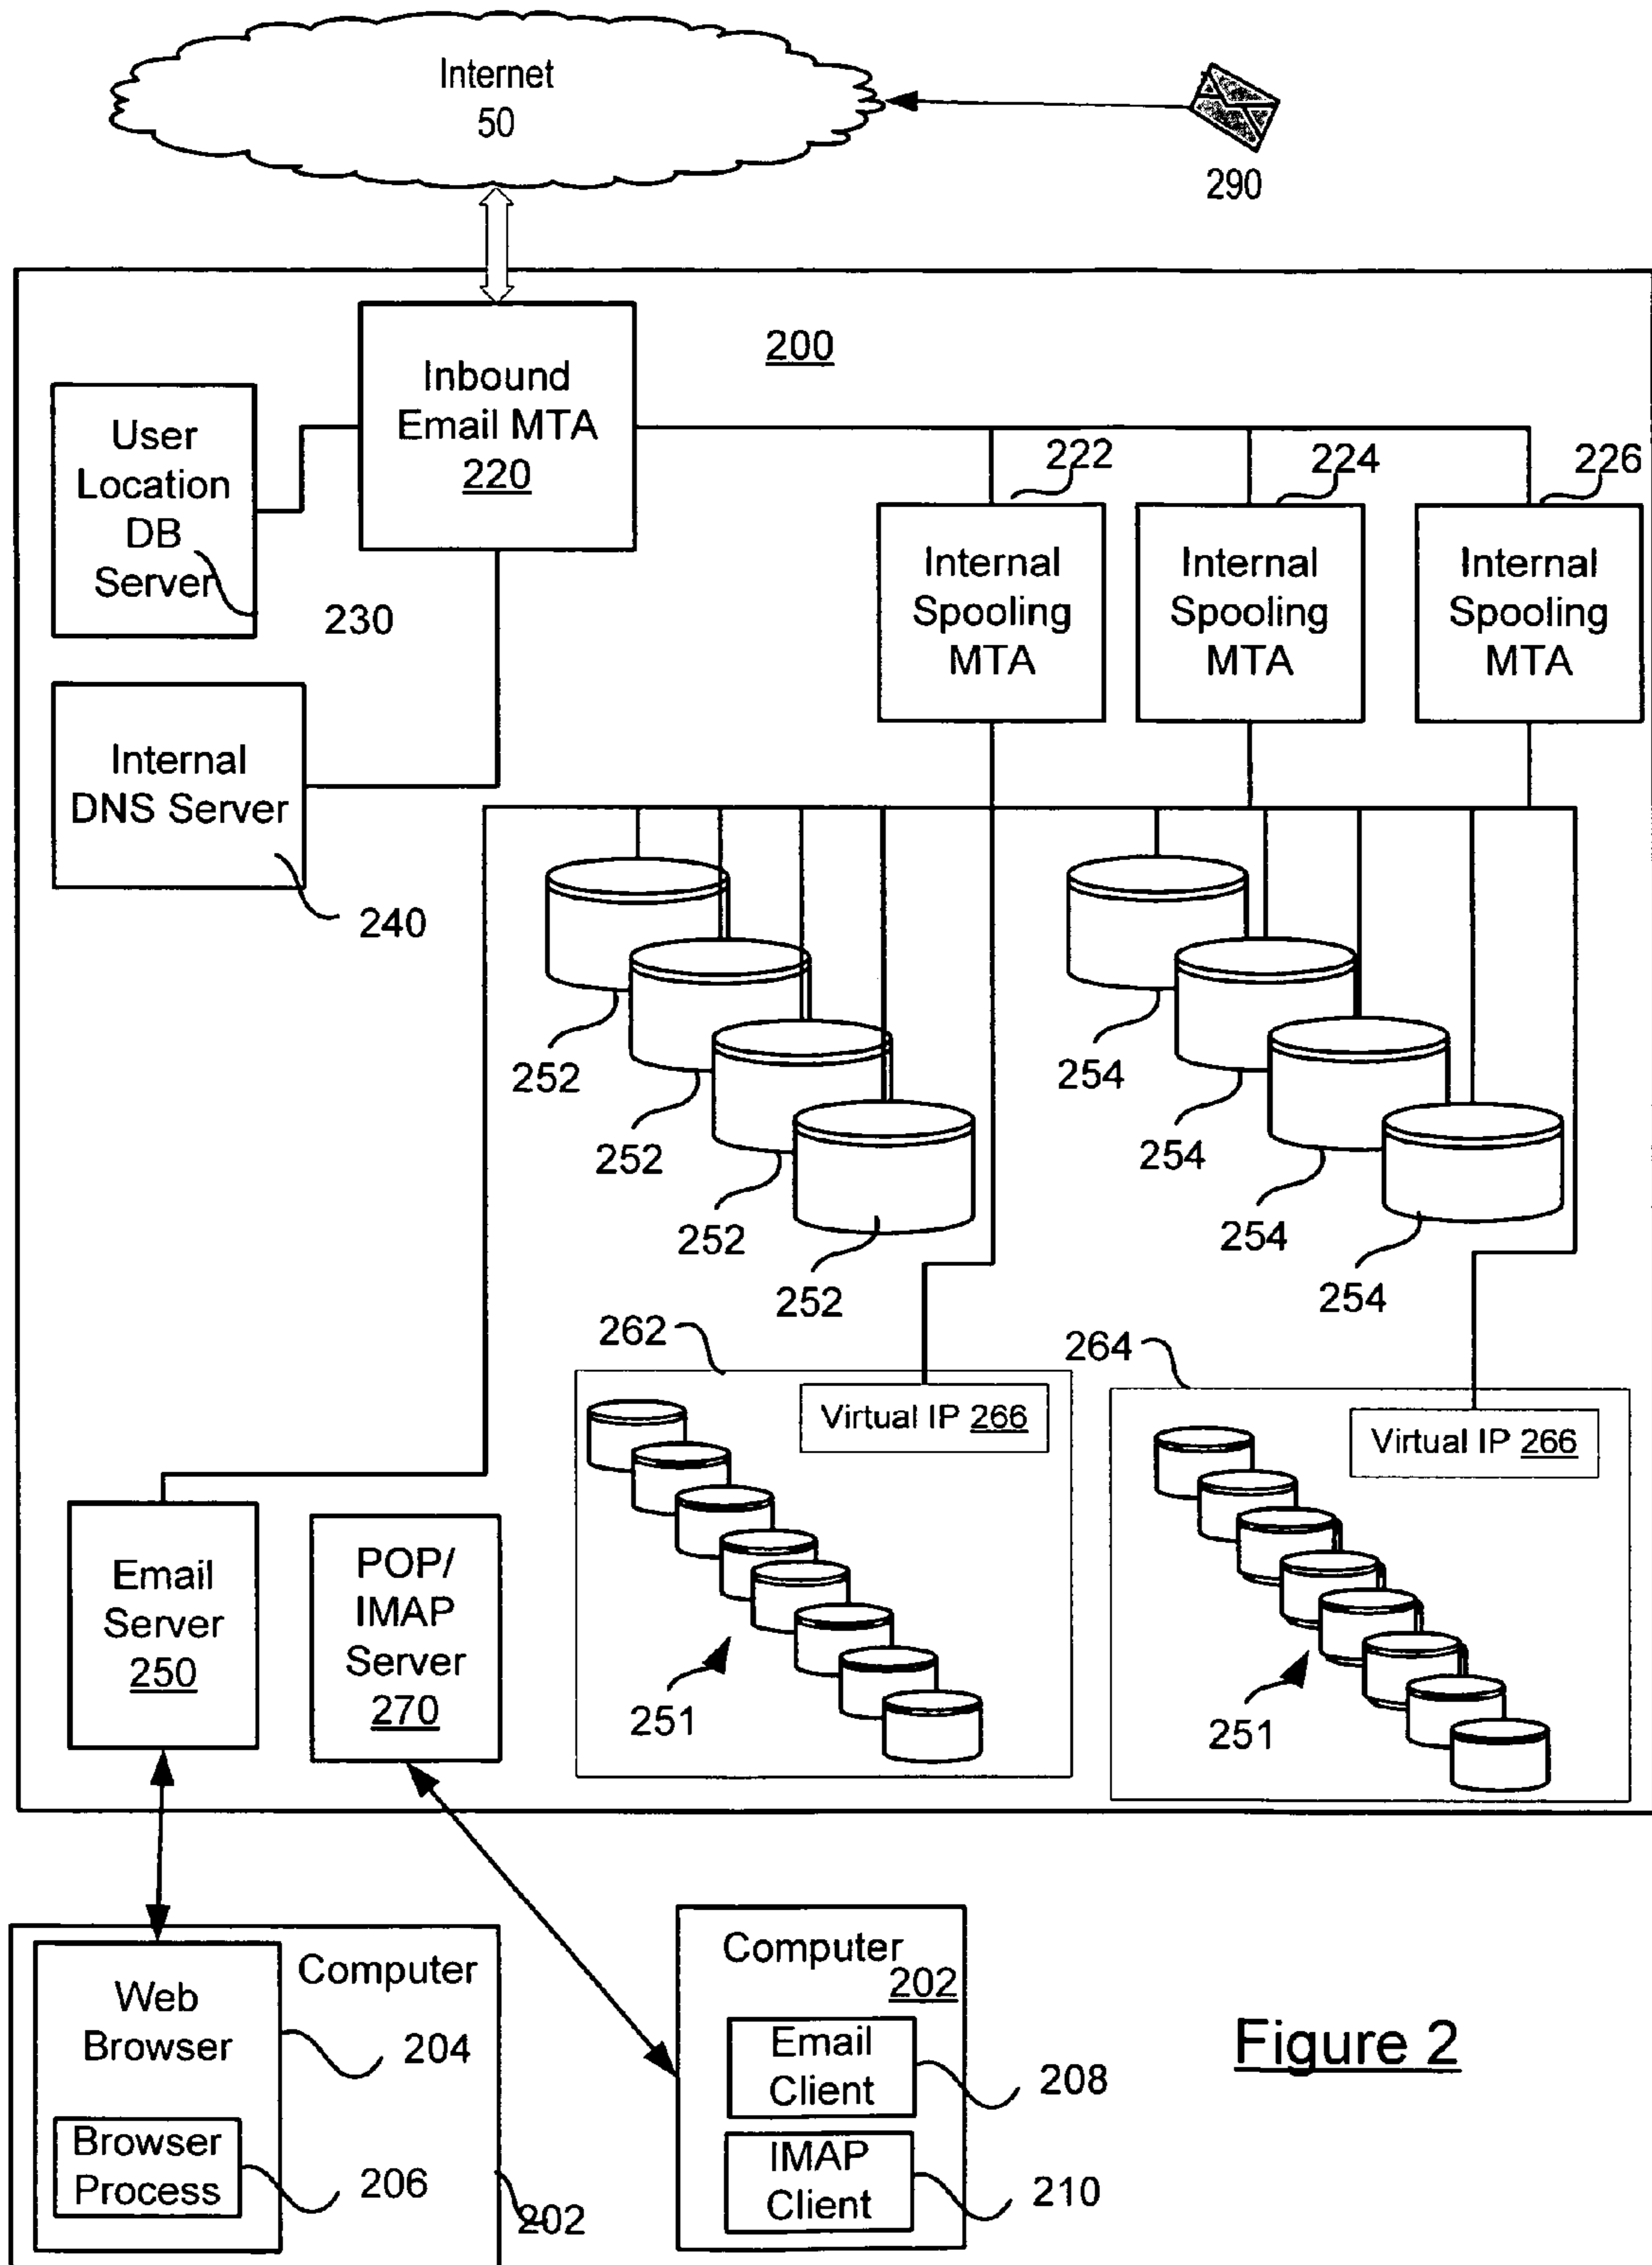 Internet
50
290
200
Inbound
Email MTA
220
User
Location
DB
Server
230
222
224
226
Internal
Spooling
MTA
Internal
Spooling
MTA
Internal
Spooling
MTA
Internal
DNS Server
240
252
252
252
252
254
254
254
254
262
Virtual IP 266
251
264
Virtual IP 266
251
Email
Server
250
POP/
IMAP
Server
270
Computer
Web
Browser
204
Browser
Process
206
202
Computer
202
Email
Client
208
IMAP
Client
210
Figure 2